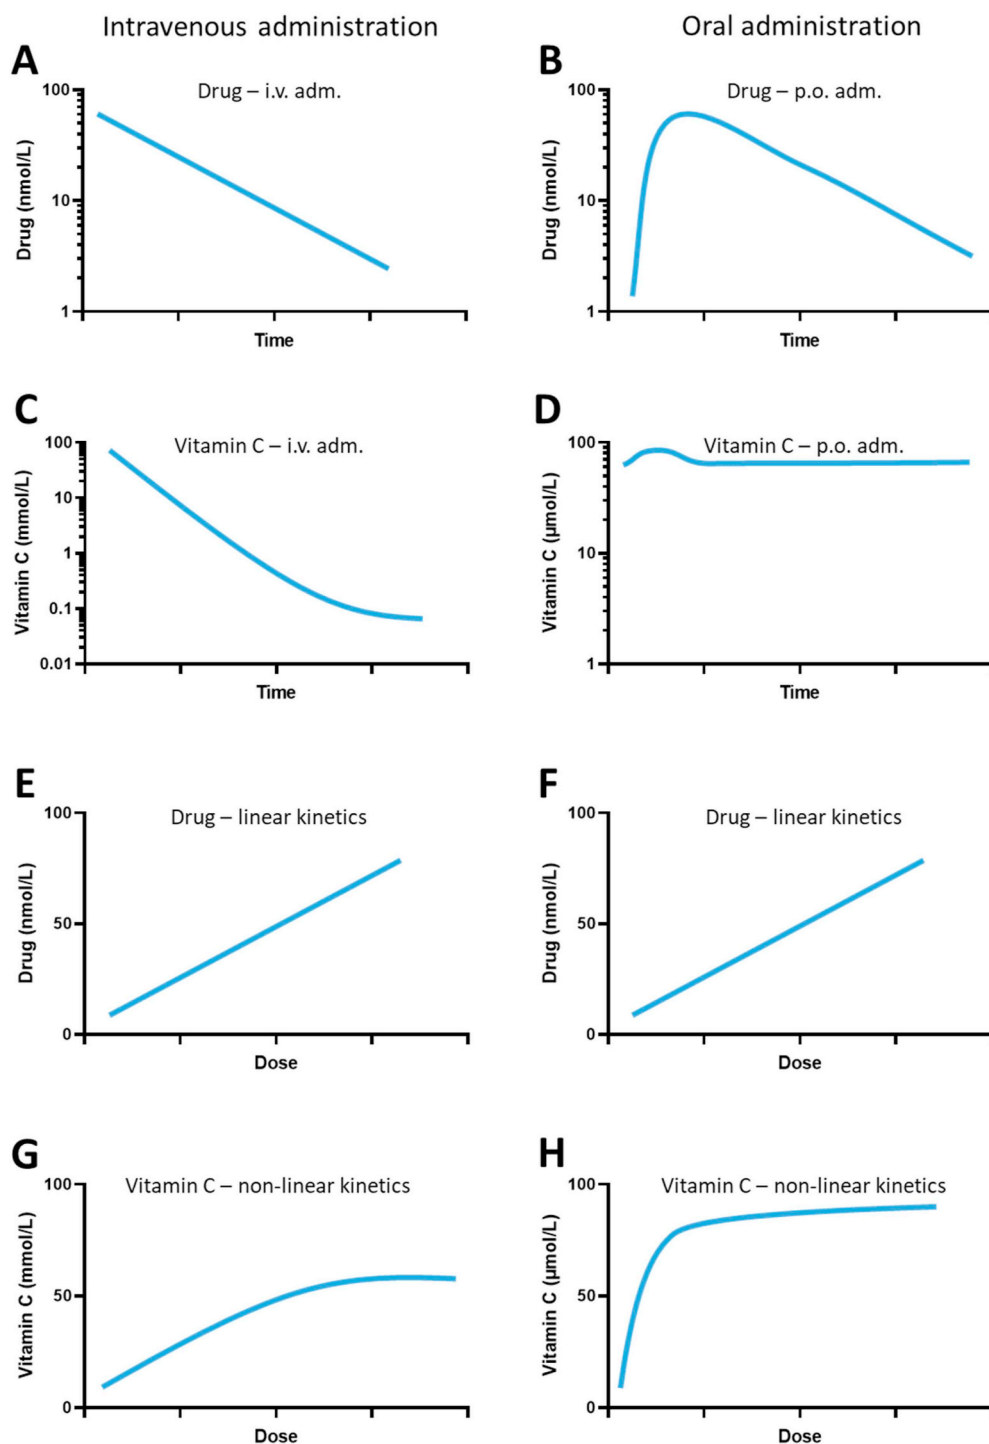 Intravenous administration
Oral administration
A
Drug – i.v. adm.
Drug (nmol/L)
100
10
1
Time
B
Drug – p.o. adm.
Drug (nmol/L)
100
10
1
Time
C
Vitamin C – i.v. adm.
Vitamin C (mmol/L)
100
10
1
0.1
0.01
Time
D
Vitamin C – p.o. adm.
Vitamin C (µmol/L)
100
10
1
Time
E
Drug – linear kinetics
Drug (nmol/L)
100
50
0
Dose
F
Drug – linear kinetics
Drug (nmol/L)
100
50
0
Dose
G
Vitamin C – non-linear kinetics
Vitamin C (mmol/L)
100
50
0
Dose
H
Vitamin C – non-linear kinetics
Vitamin C (µmol/L)
100
50
0
Dose